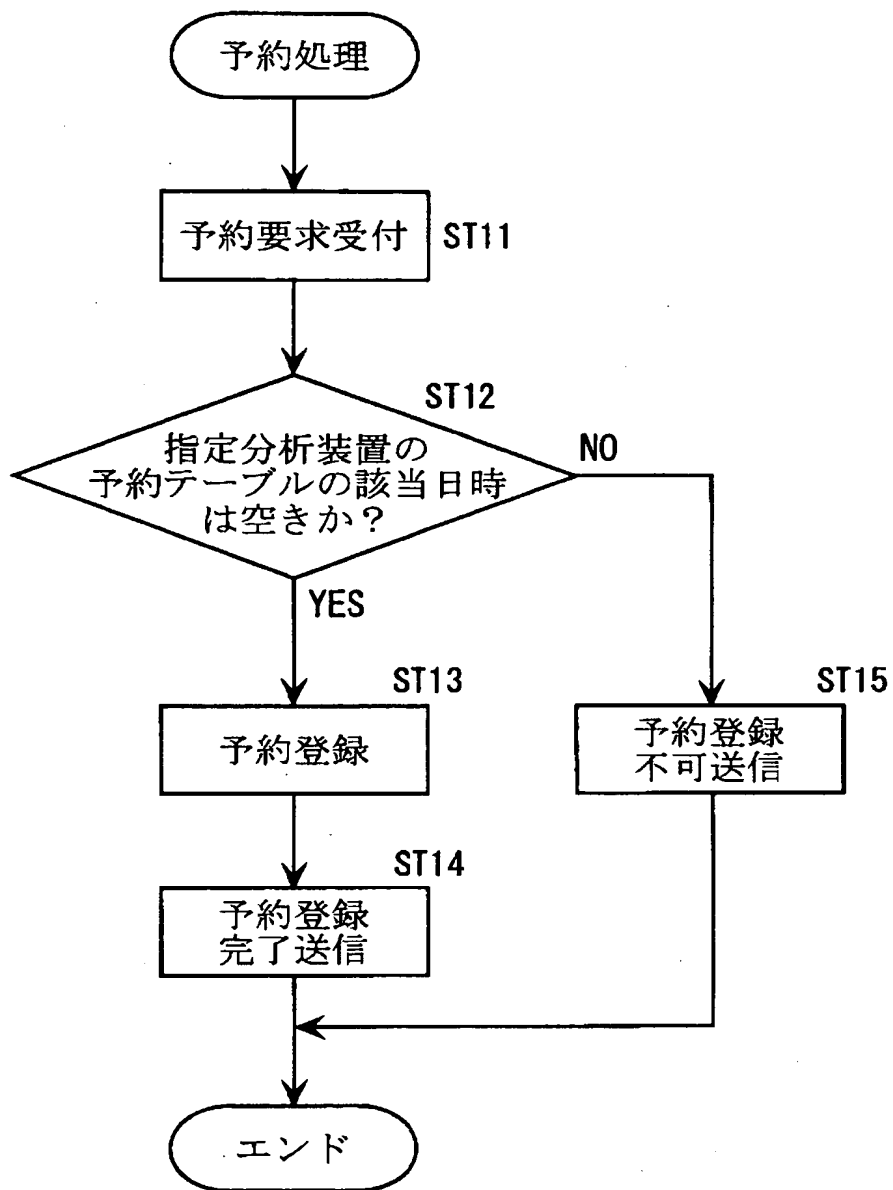 予約処理
予約要求受付
ST11
ST12
指定分析装置の
予約テーブルの該当日時
は空きか？
NO
YES
ST13
予約登録
ST15
予約登録
不可送信
ST14
予約登録
完了送信
エンド